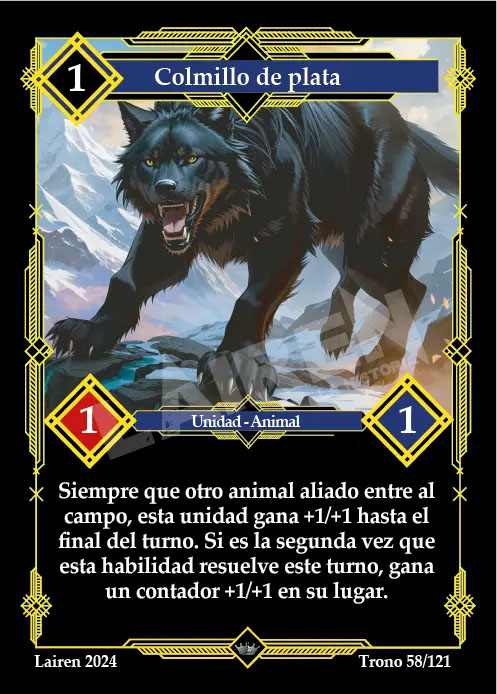 1
Colmillo de plata
LAIREN
1
Unidad - Animal
1
Siempre que otro animal aliado entre al
campo, esta unidad gana +1/+1 hasta el
final del turno. Si es la segunda vez que
esta habilidad resuelve este turno, gana
un contador +1/+1 en su lugar.
Lairen 2024
Trono 58/121